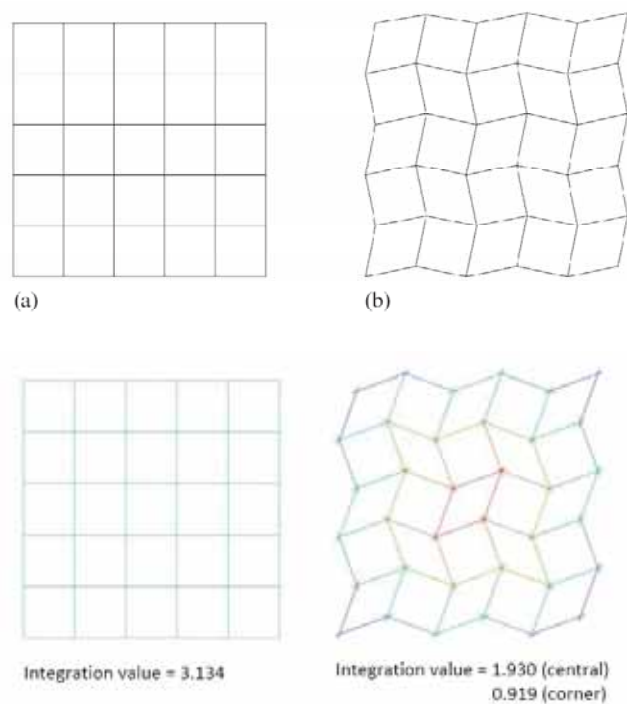 (a)
(b)
Integration value = 3.134
Integration value = 1.930 (central)
0.919 (corner)